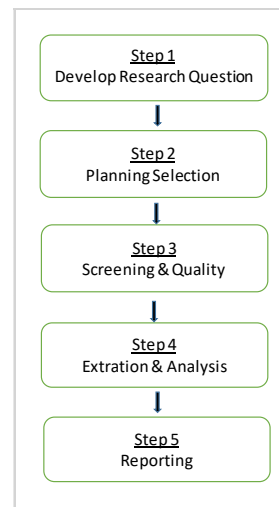 Step 1
Develop Research Question
Step 2
Planning Selection
Step 3
Screening & Quality
Step 4
Extration & Analysis
Step 5
Reporting